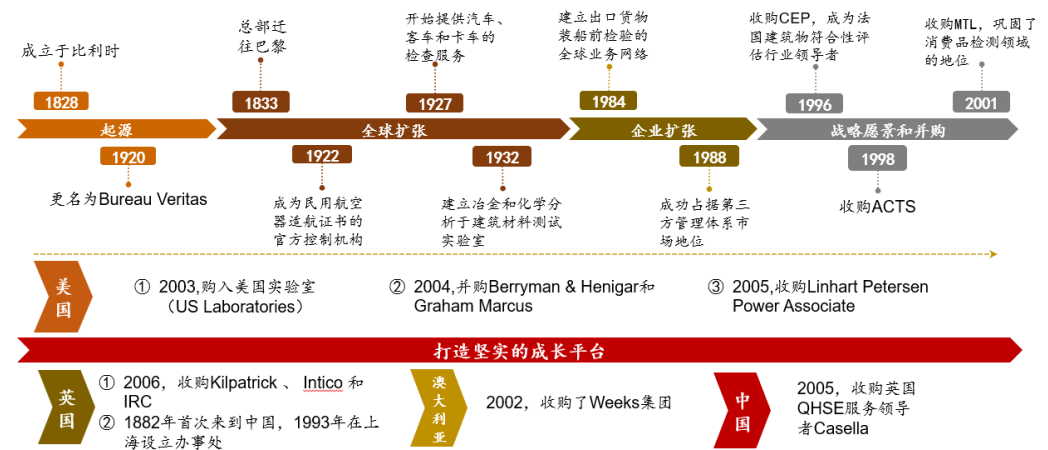 成立于比利时
总部迁
往巴黎
开始提供汽车、
客车和卡车的
检查服务
建立出口货物
装船前检验的
全球业务网络
收购CEP，成为法
国建筑物符合性评
估行业领导者
收购MTL，巩固了
消费品检测领域
的地位
1828
1833
1927
1984
1996
2001
起源
全球扩张
企业扩张
战略愿景和并购
1920
1922
1932
1988
1998
更名为Bureau Veritas
成为民用航空
器适航证书的
官方控制机构
建立冶金和化学分
析于建筑材料测试
实验室
成功占据第三
方管理体系市
场地位
收购ACTS
美国
① 2003,购入美国实验室
（US Laboratories）
② 2004,并购Berryman & Henigar和
Graham Marcus
③ 2005,收购Linhart Petersen
Power Associate
打造坚实的成长平台
英国
① 2006，收购Kilpatrick 、 Intico 和
IRC
② 1882年首次来到中国，1993年在上
海设立办事处
澳大利亚
2002，收购了Weeks集团
中国
2005，收购英国
QHSE服务领导
者Casella